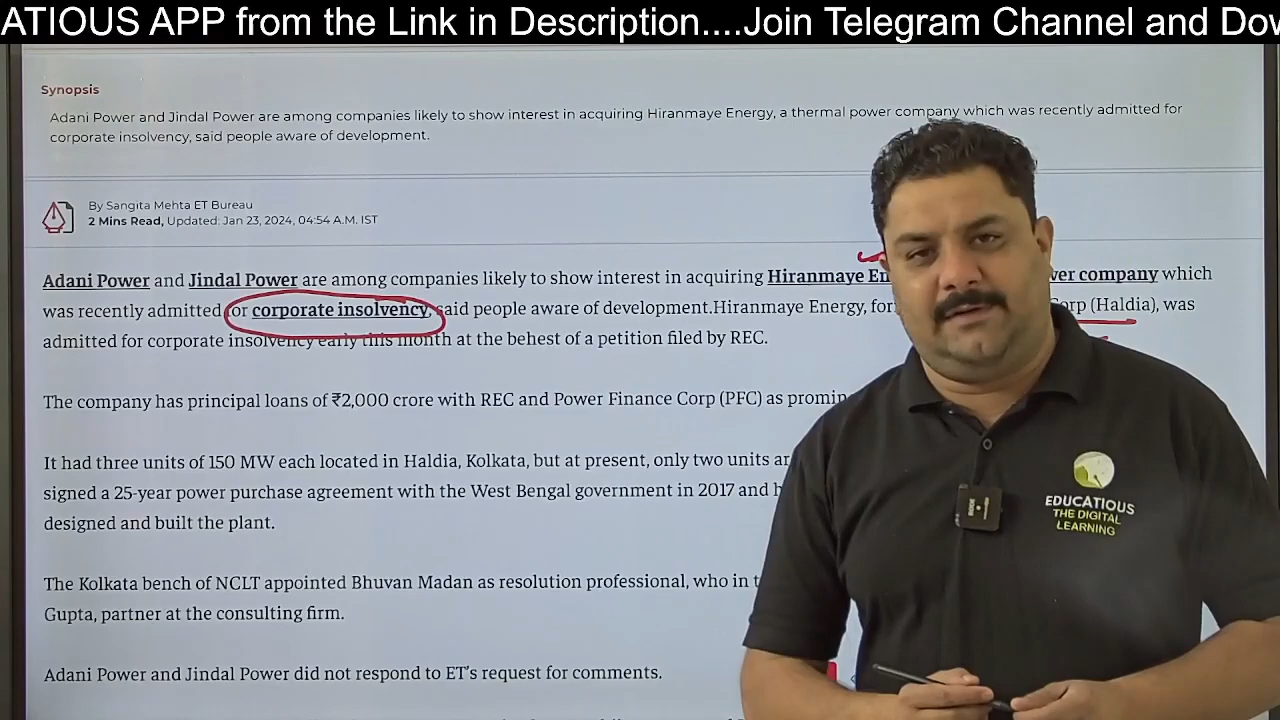 ATIOUS APP from the Link in Description....Join Telegram Channel and Dov
Synopsis
Adani Power and Jindal Power are among companies likely to show interest in acquiring Hiranmaye Energy, a thermal power company which was recently admitted for
corporate insolvency, said people aware of development.
By Sangita Mehta ET Bureau
2 Mins Read, Updated: Jan 23, 2024, 04:54 A.M. IST
Adani Power and Jindal Power are among companies likely to show interest in acquiring Hiranmaye En wer company which
was recently admitted for corporate insolvency, said people aware of development.Hiranmaye Energy, for Corp (Haldia), was
admitted for corporate insolvency early this month at the behest of a petition filed by REC.
The company has principal loans of ₹2,000 crore with REC and Power Finance Corp (PFC) as promin
It had three units of 150 MW each located in Haldia, Kolkata, but at present, only two units ar
signed a 25-year power purchase agreement with the West Bengal government in 2017 and h
designed and built the plant.
The Kolkata bench of NCLT appointed Bhuvan Madan as resolution professional, who in t
Gupta, partner at the consulting firm.
Adani Power and Jindal Power did not respond to ET's request for comments.
EDUCATIOUS
THE DIGITAL
LEARNING